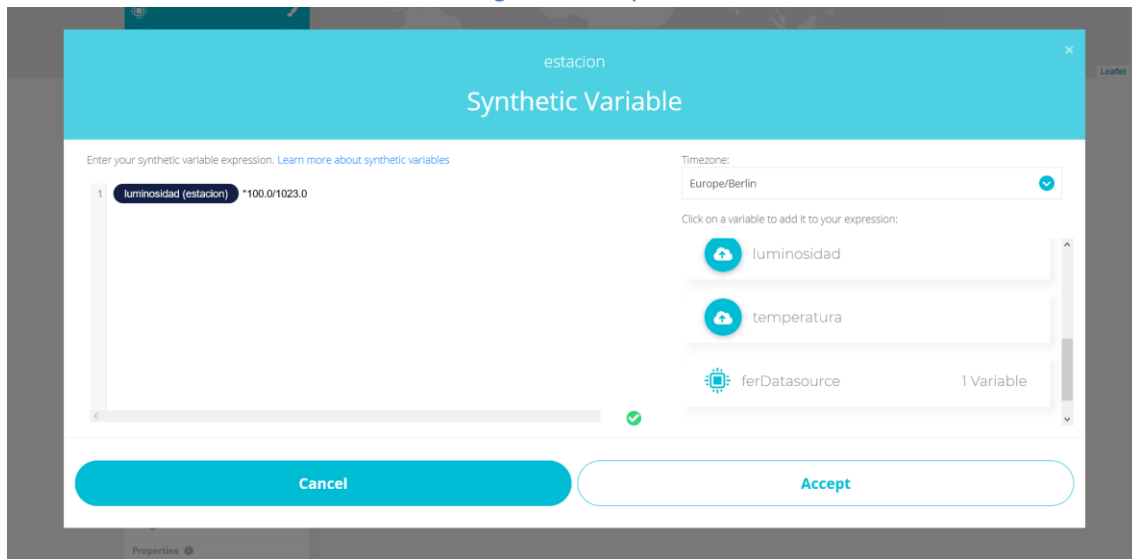 estacion
×
Leaflet
Synthetic Variable
Enter your synthetic variable expression. Learn more about synthetic variables
1 luminosidad (estacion) *100.0/1023.0
Timezone:
Europe/Berlin
Click on a variable to add it to your expression:
luminosidad
temperatura
ferDatasource 1 Variable
Cancel
Accept
Properties